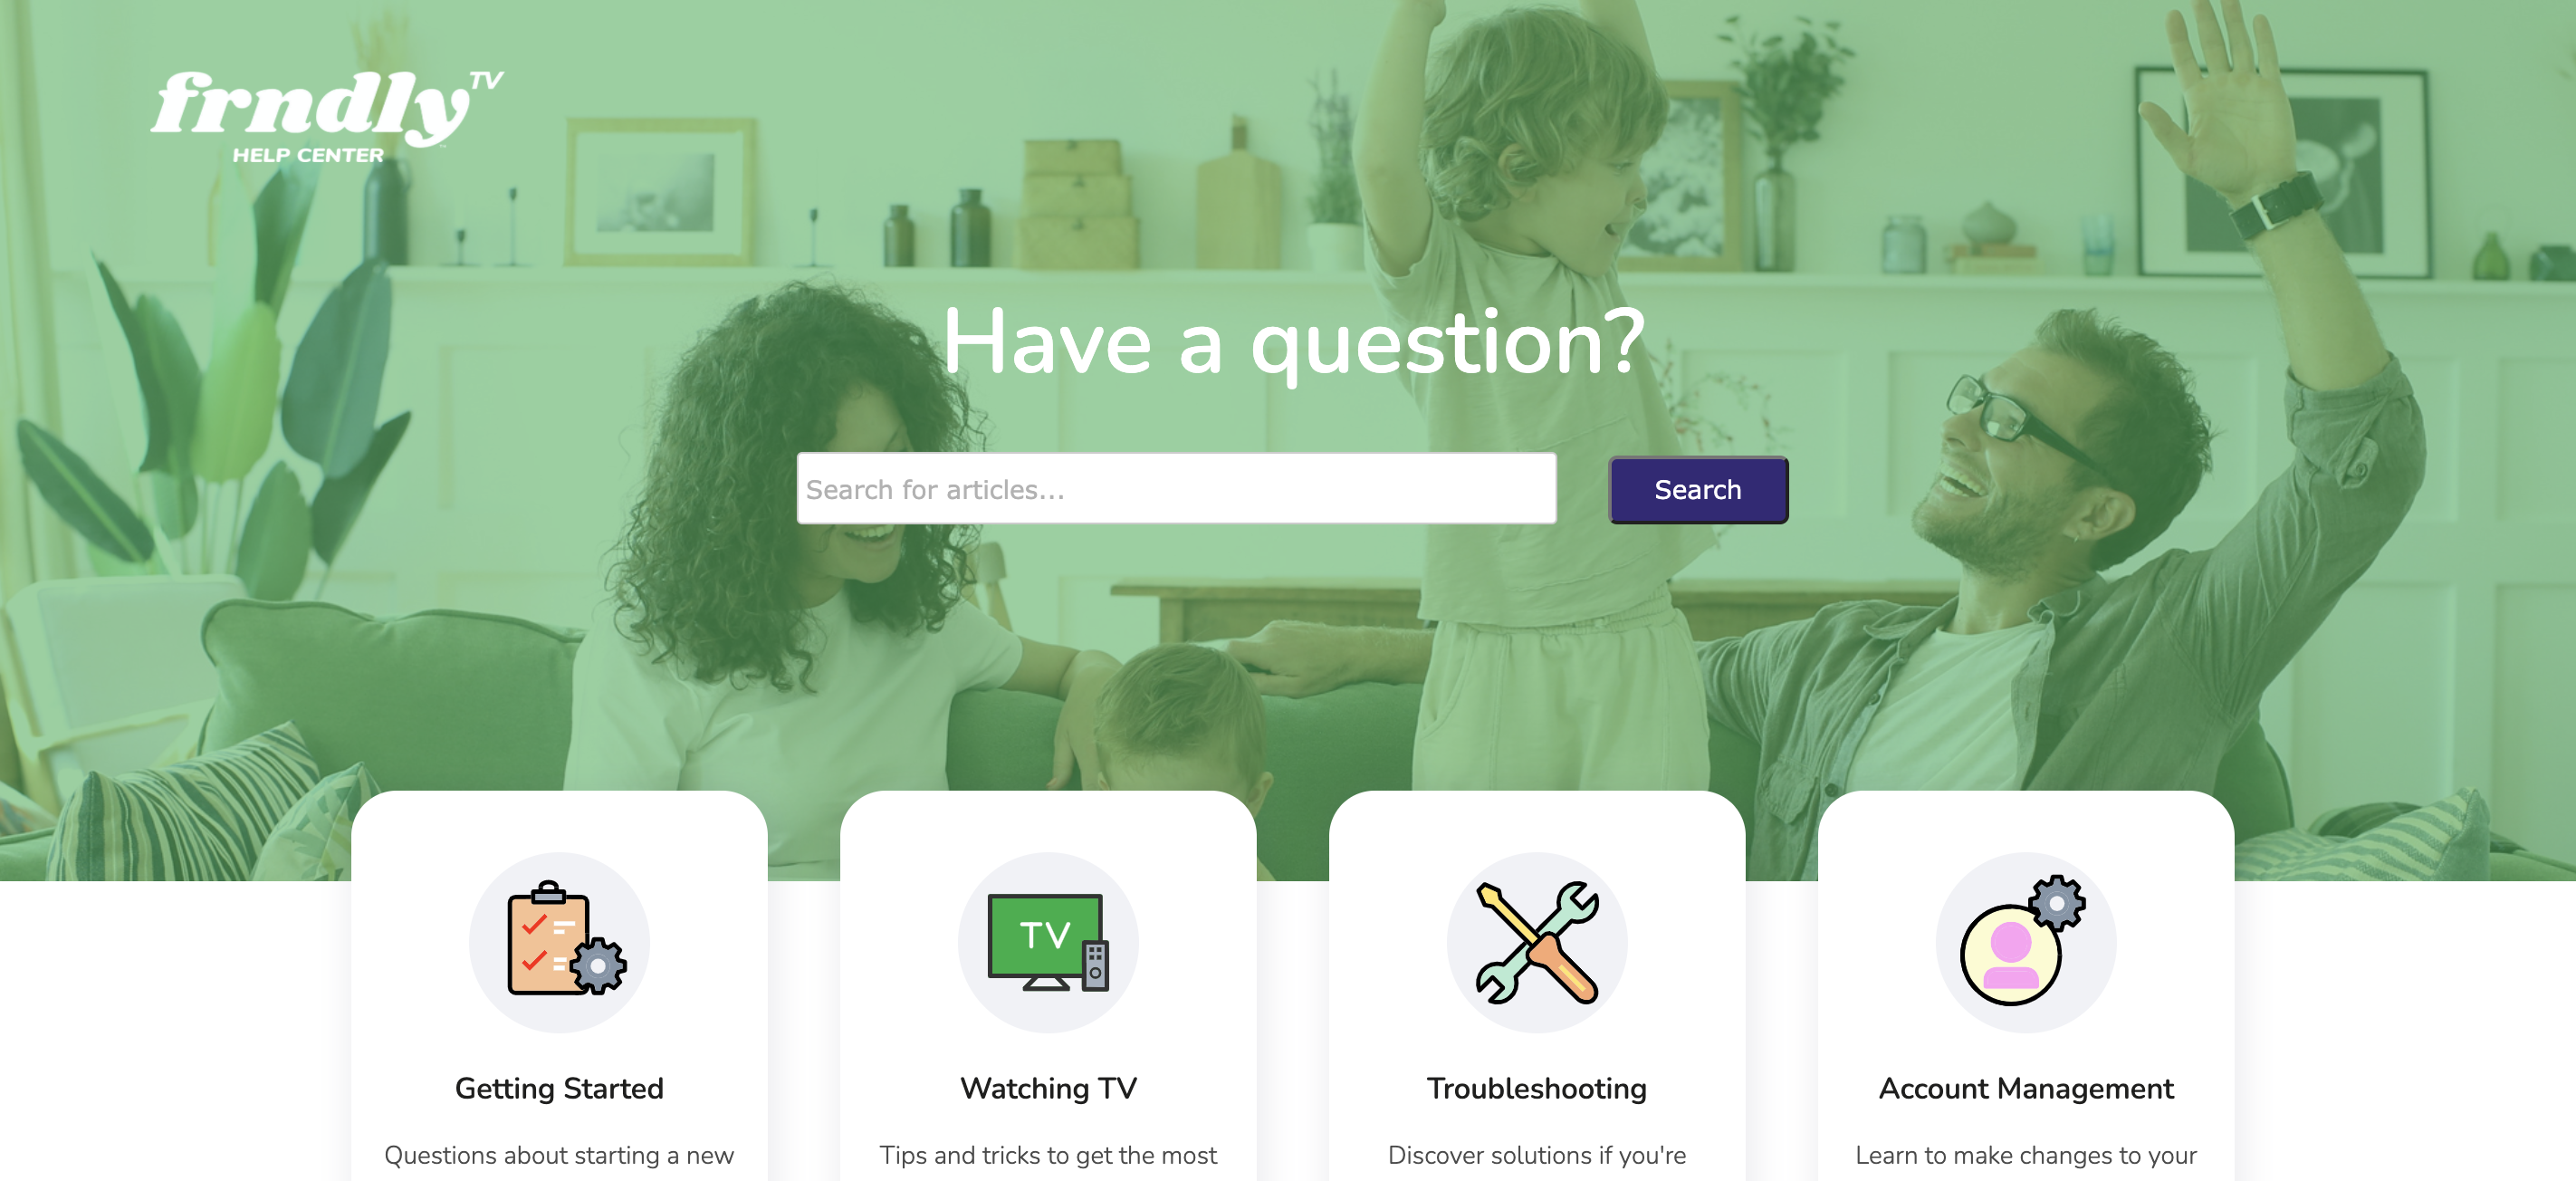 frndly TV
HELP CENTER
Have a question?
Search for articles...
Search
TV
Getting Started
Watching TV
Troubleshooting
Account Management
Questions about starting a new
Tips and tricks to get the most
Discover solutions if you're
Learn to make changes to your